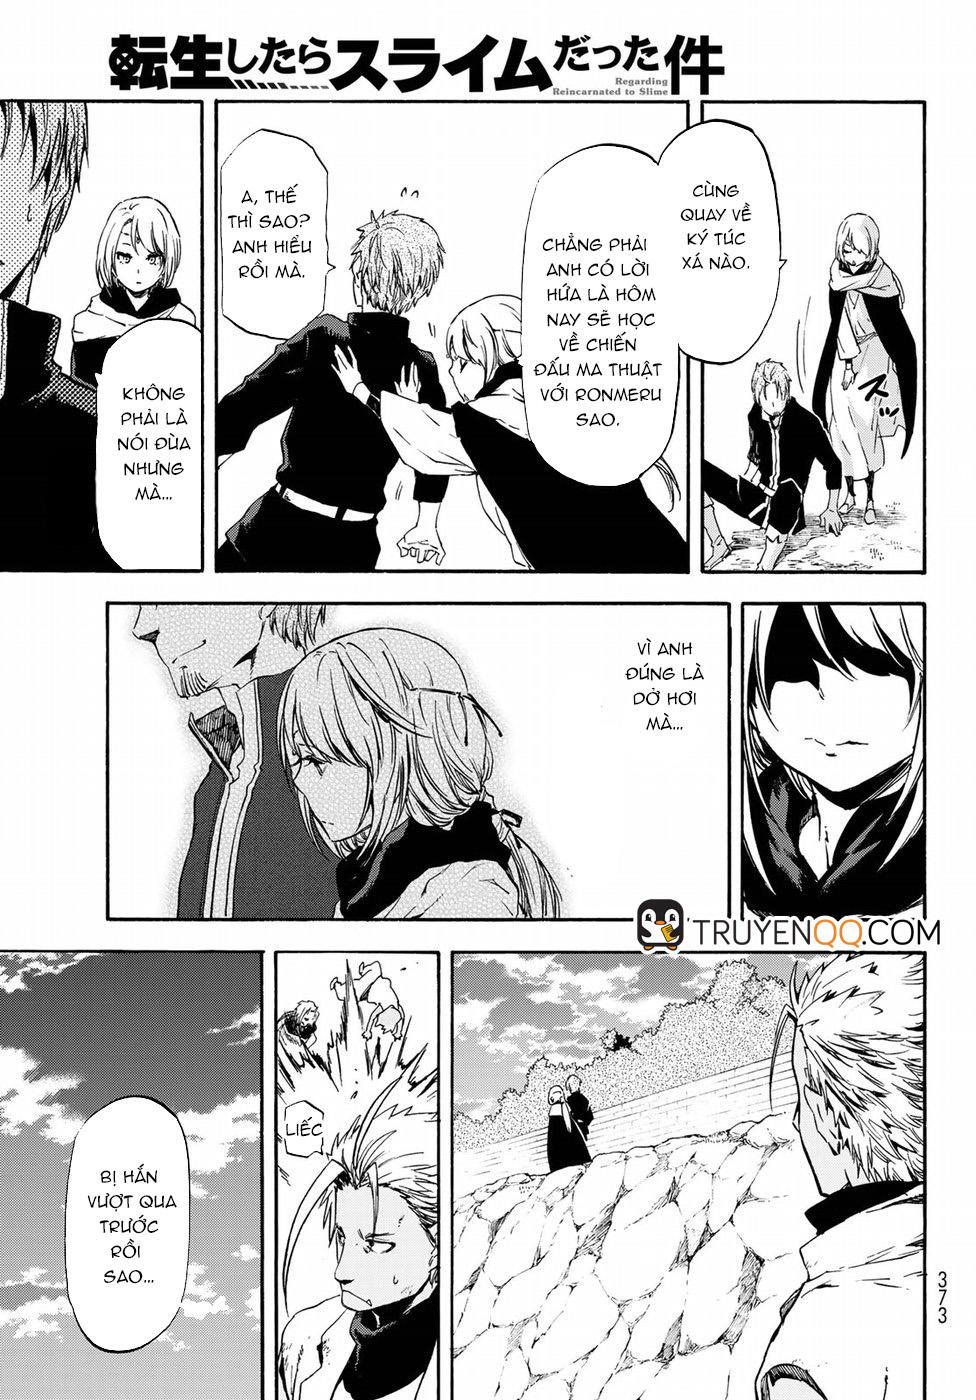 転生したらスライムだった件
Regarding
Reincarnated to Slime
CÙNG
QUAY VỀ
KÝ TÚC
XÁ NÀO.
CHẲNG PHẢI
ANH CÓ LỜI
HỨA LÀ HÔM
NAY SẼ HỌC
VỀ CHIẾN
ĐẤU MA THUẬT
VỚI RONMERU
SAO.
A, THẾ
THÌ SAO?
ANH HIỂU
RỒI MÀ.
KHÔNG
PHẢI LÀ
NÓI ĐÙA
NHƯNG
MÀ...
VÌ ANH
ĐÚNG LÀ
DỞ HƠI
MÀ...
TRUYENQQ.COM
LIẾC
BỊ HẮN
VƯỢT QUA
TRƯỚC
RỒI
SAO...
373